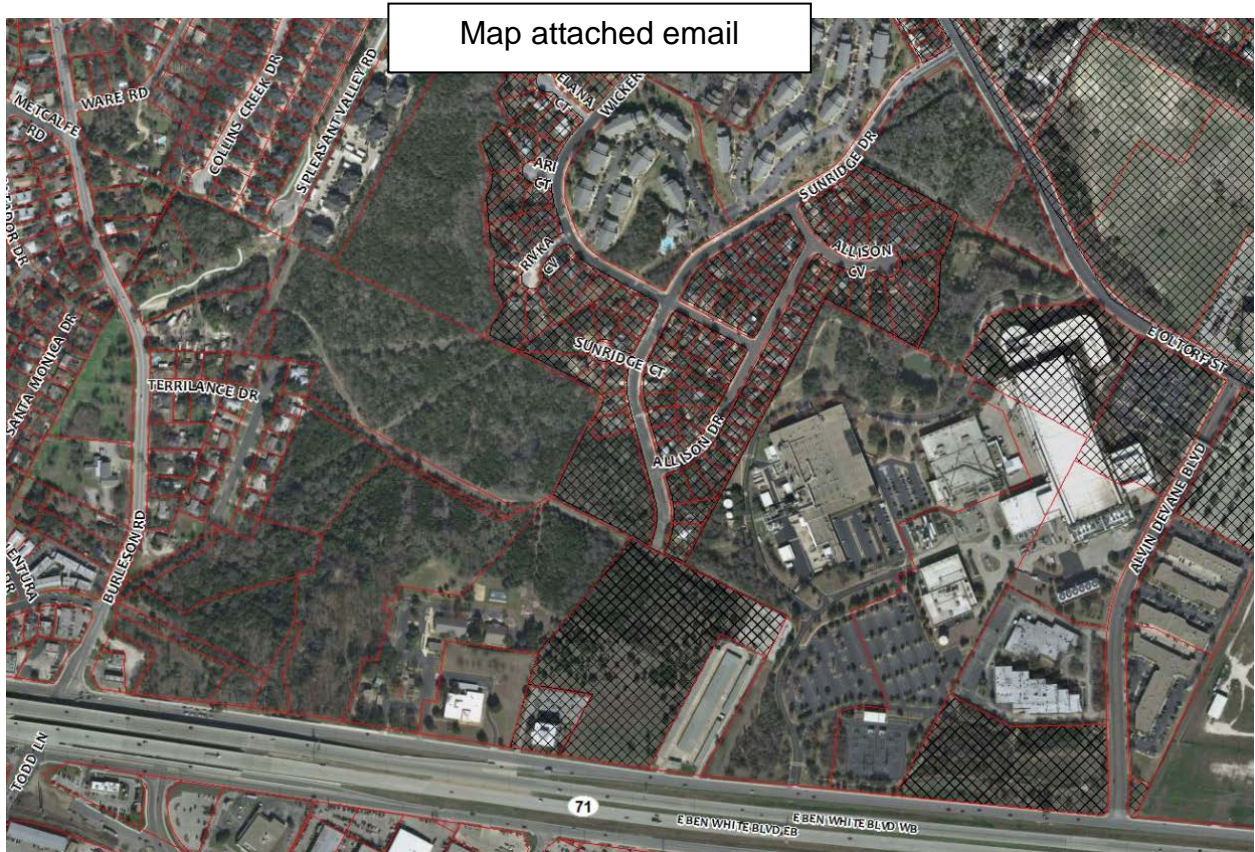 Map attached email
WARE RD
METCALFE
RD
COLLINS CREEK DR
S PLEASANT VALLEY RD
CT
WICKER
ARI
CT
RIVKA
CV
SUNRIDGE DR
ALLISON
CV
E OLTORF ST
SANTA MONICA DR
TERRILANCE DR
SUNRIDGE CT
ALLISON DR
ALVIN DEVANE BLVD
BURLESON RD
DR
TODD LN
71
E BEN WHITE BLVD EB
E BEN WHITE BLVD WB